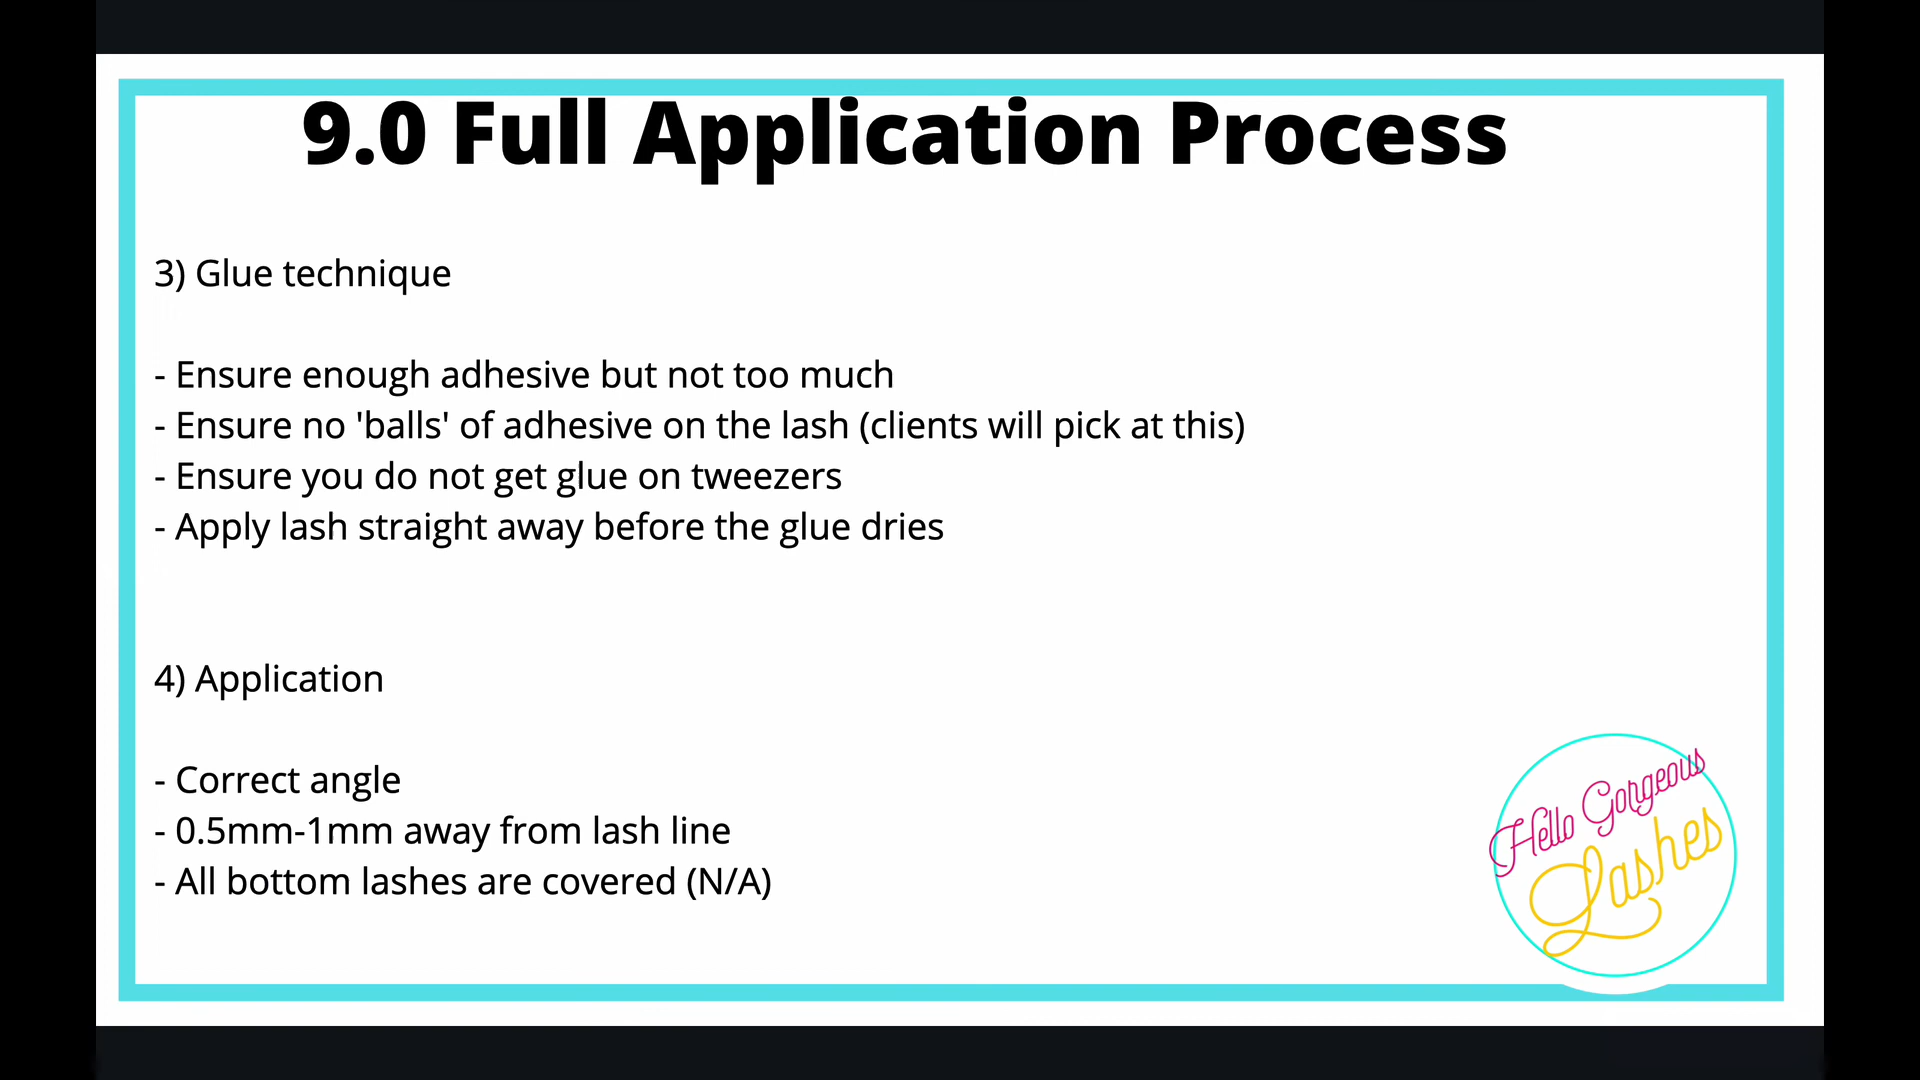 9.0 Full Application Process
3) Glue technique
- Ensure enough adhesive but not too much
- Ensure no 'balls' of adhesive on the lash (clients will pick at this)
- Ensure you do not get glue on tweezers
- Apply lash straight away before the glue dries
4) Application
- Correct angle
- 0.5mm-1mm away from lash line
- All bottom lashes are covered (N/A)
Hello Gorgeous
Lashes